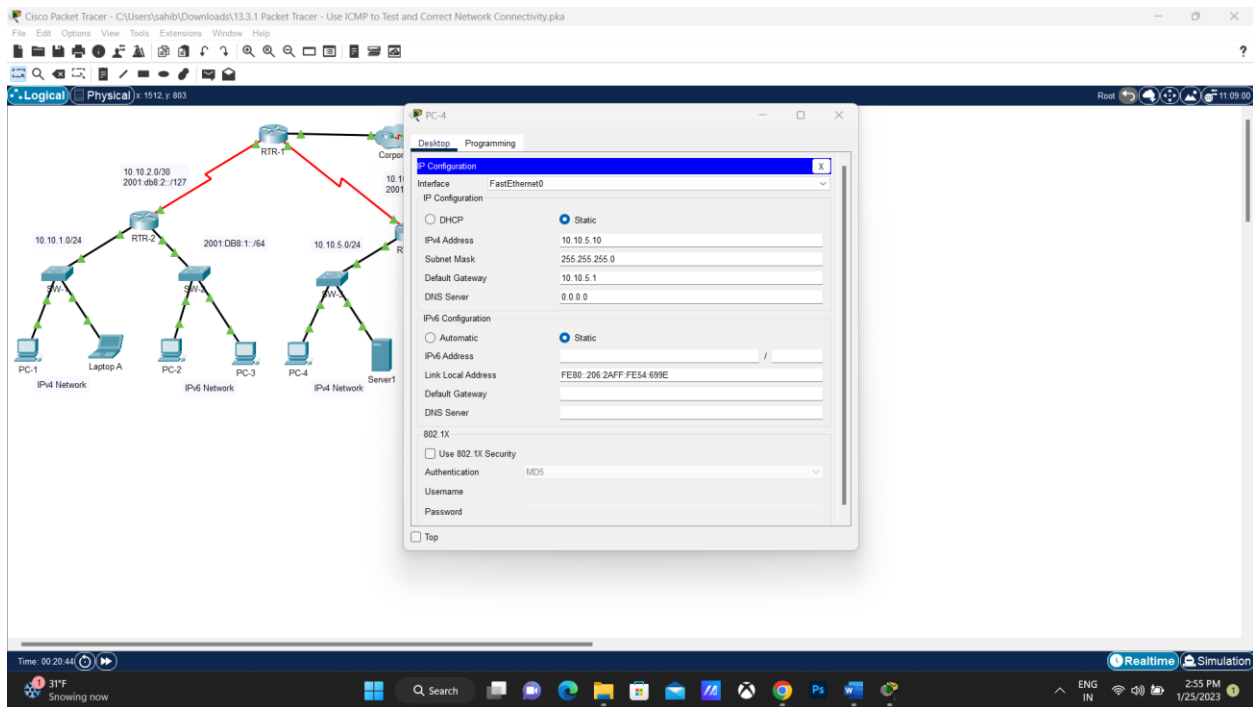 Cisco Packet Tracer - C:\Users\sahib\Downloads\13.3.1 Packet Tracer - Use ICMP to Test and Correct Network Connectivity.pka
File Edit Options View Tools Extensions Window Help
?
Logical Physical x: 1512, y: 803
Root 11:09:00
RTR-1
10.10.2.0/30
2001:db8:2::/127
RTR-2
10.10.1.0/24
2001:DB8:1::/64
10.10.5.0/24
SW-1
SW-2
SW-3
PC-1
Laptop A
PC-2
PC-3
PC-4
Server1
IPv4 Network
IPv6 Network
IPv4 Network
Corpor
10.1
2001
R
PC-4
Desktop Programming
IP Configuration X
Interface FastEthernet0
IP Configuration
DHCP Static
IPv4 Address 10.10.5.10
Subnet Mask 255.255.255.0
Default Gateway 10.10.5.1
DNS Server 0.0.0.0
IPv6 Configuration
Automatic Static
IPv6 Address /
Link Local Address FE80::206:2AFF:FE54:699E
Default Gateway
DNS Server
802.1X
Use 802.1X Security
Authentication MD5
Username
Password
Top
Time: 00:20:44
Realtime Simulation
1
31°F
Snowing now
Search
Ps
ENG
IN
2:55 PM
1/25/2023
1